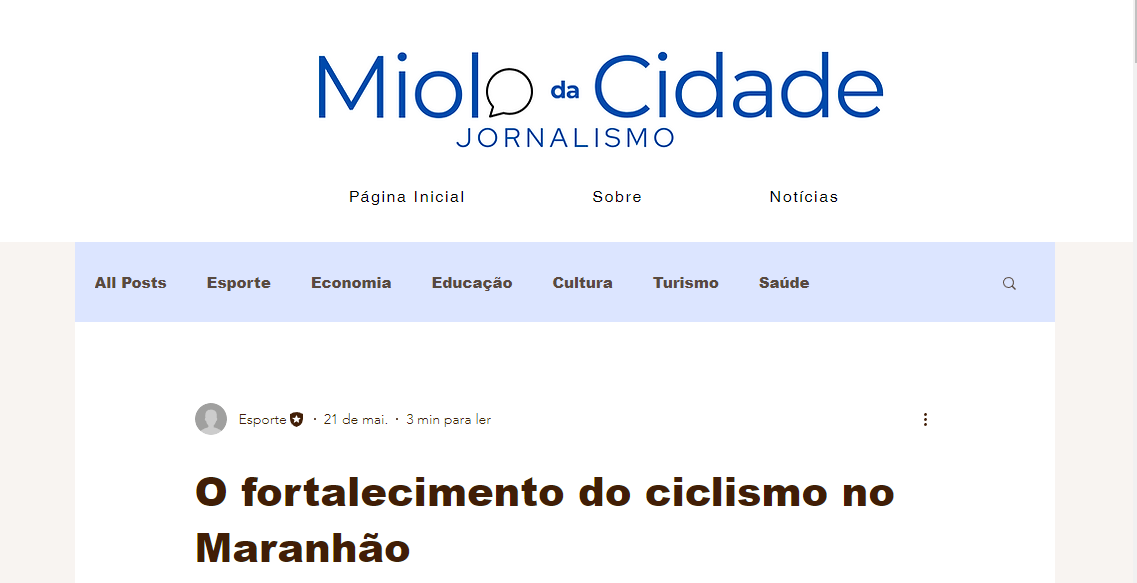 Miolo da Cidade
JORNALISMO
Página Inicial Sobre Notícias
All Posts Esporte Economia Educação Cultura Turismo Saúde
Esporte · 21 de mai. · 3 min para ler
O fortalecimento do ciclismo no
Maranhão